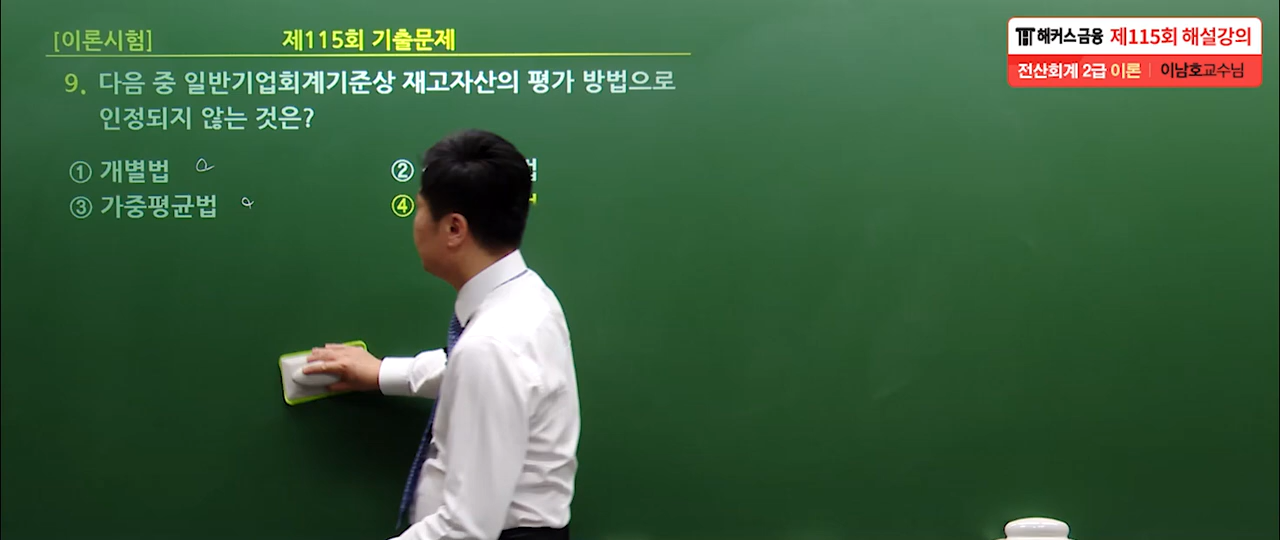 [이론시험] 제115회 기출문제
9. 다음 중 일반기업회계기준상 재고자산의 평가 방법으로
인정되지 않는 것은?
① 개별법 ②
③ 가중평균법 ④
해커스금융 제115회 해설강의
전산회계 2급 이론 | 이남호교수님